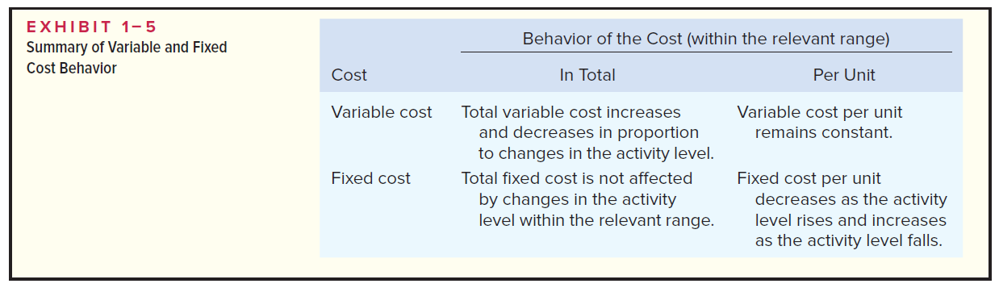 EXHIBIT 1–5
Summary of Variable and Fixed
Cost Behavior
Behavior of the Cost (within the relevant range)
Cost In Total Per Unit
Variable cost
Total variable cost increases
and decreases in proportion
to changes in the activity level.
Variable cost per unit
remains constant.
Fixed cost
Total fixed cost is not affected
by changes in the activity
level within the relevant range.
Fixed cost per unit
decreases as the activity
level rises and increases
as the activity level falls.